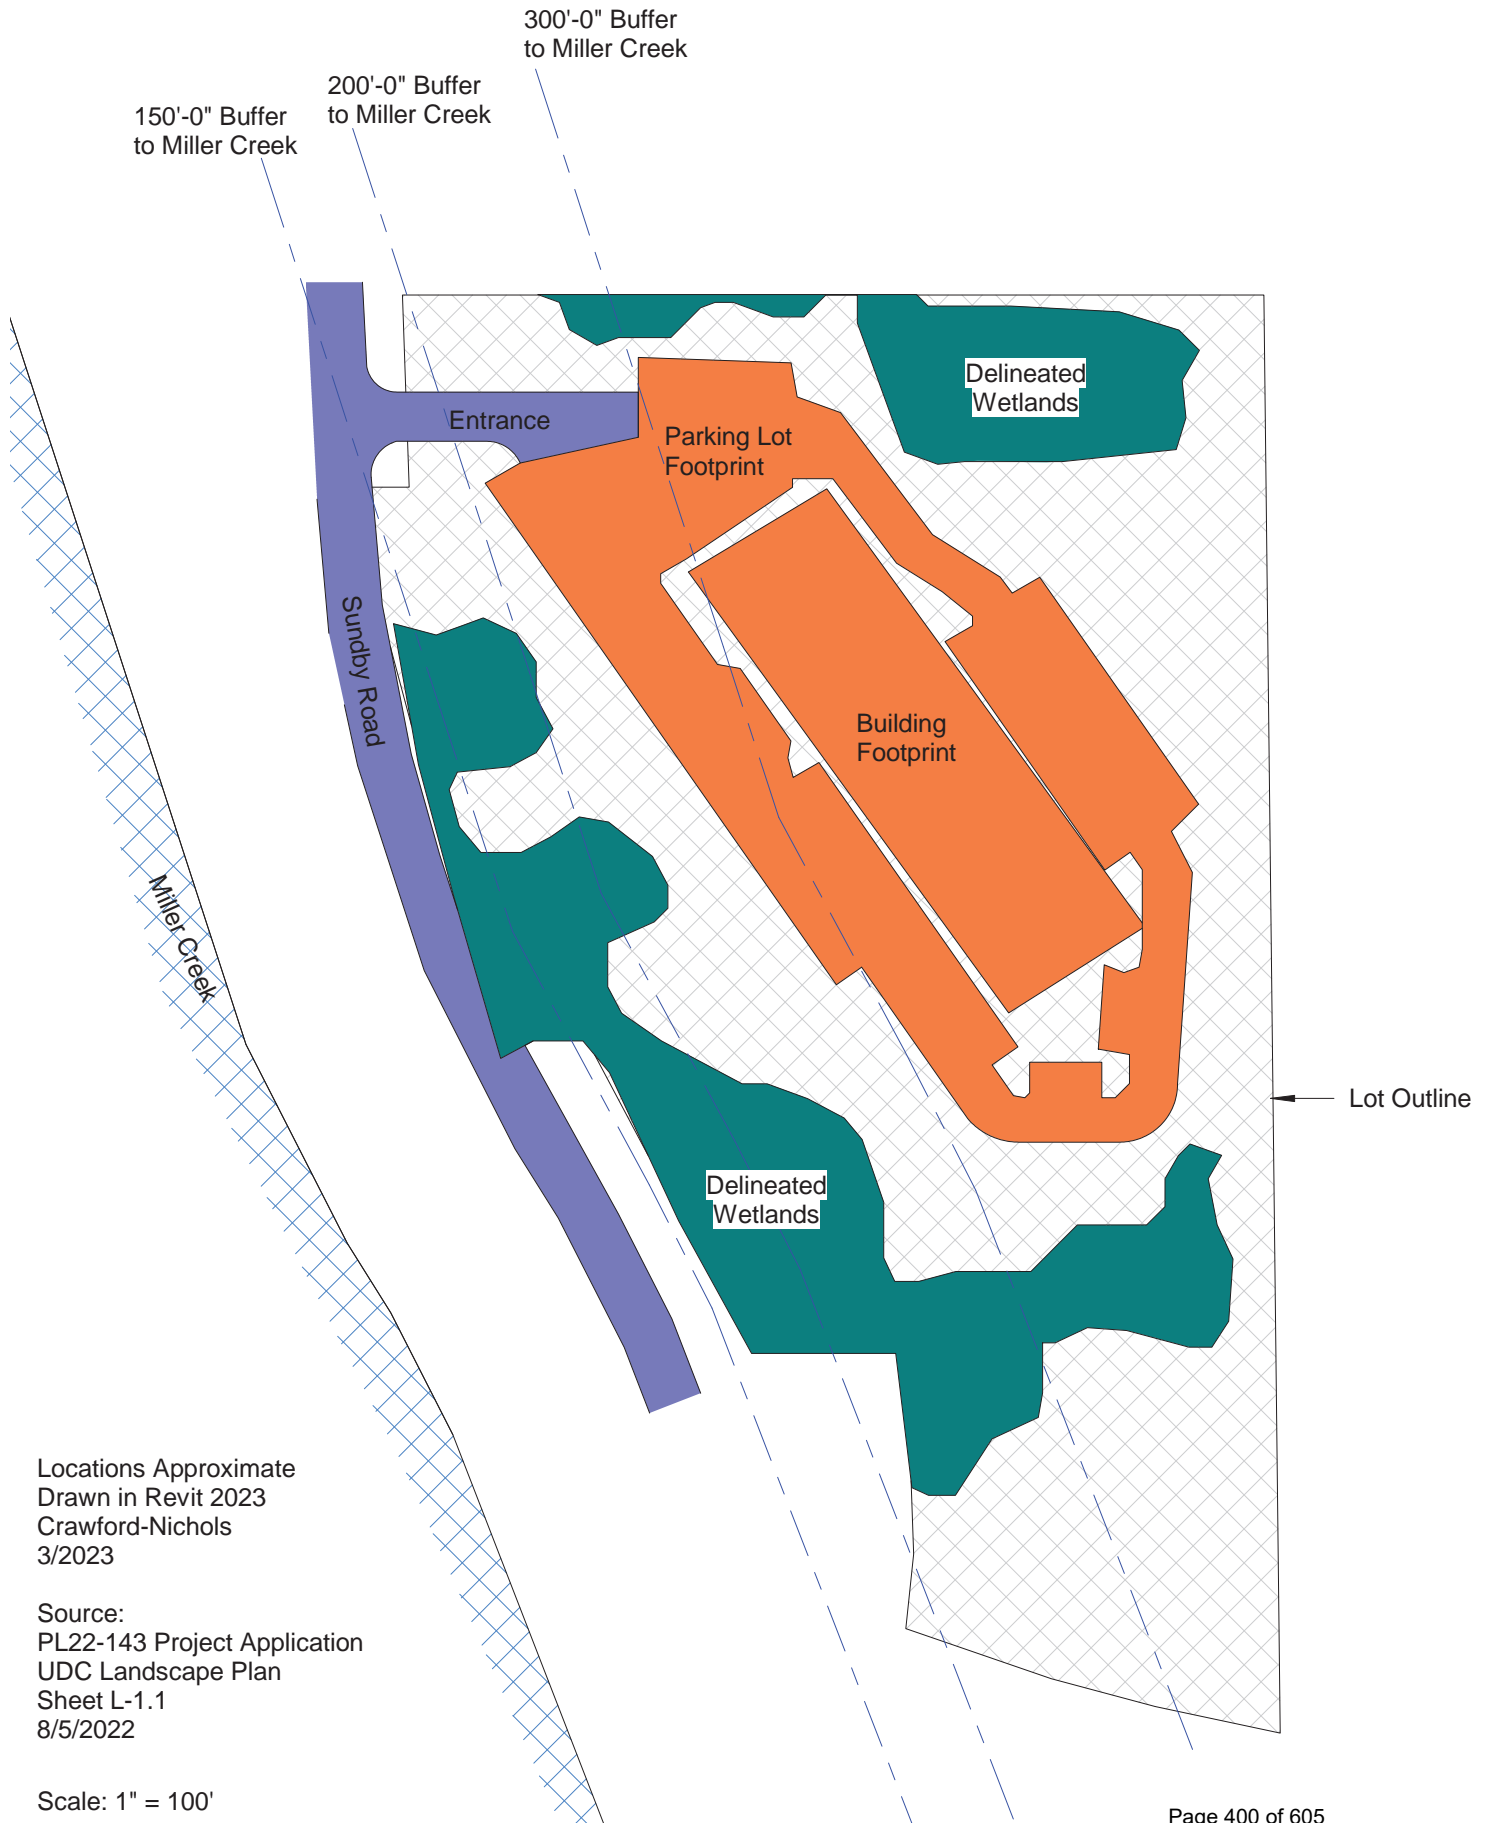 300'-0" Buffer
to Miller Creek
200'-0" Buffer
to Miller Creek
150'-0" Buffer
to Miller Creek
Delineated
Wetlands
Entrance
Parking Lot
Footprint
Sundby Road
Building
Footprint
Miller Creek
Lot Outline
Delineated
Wetlands
Locations Approximate
Drawn in Revit 2023
Crawford-Nichols
3/2023
Source:
PL22-143 Project Application
UDC Landscape Plan
Sheet L-1.1
8/5/2022
Scale: 1" = 100'
Page 400 of 605